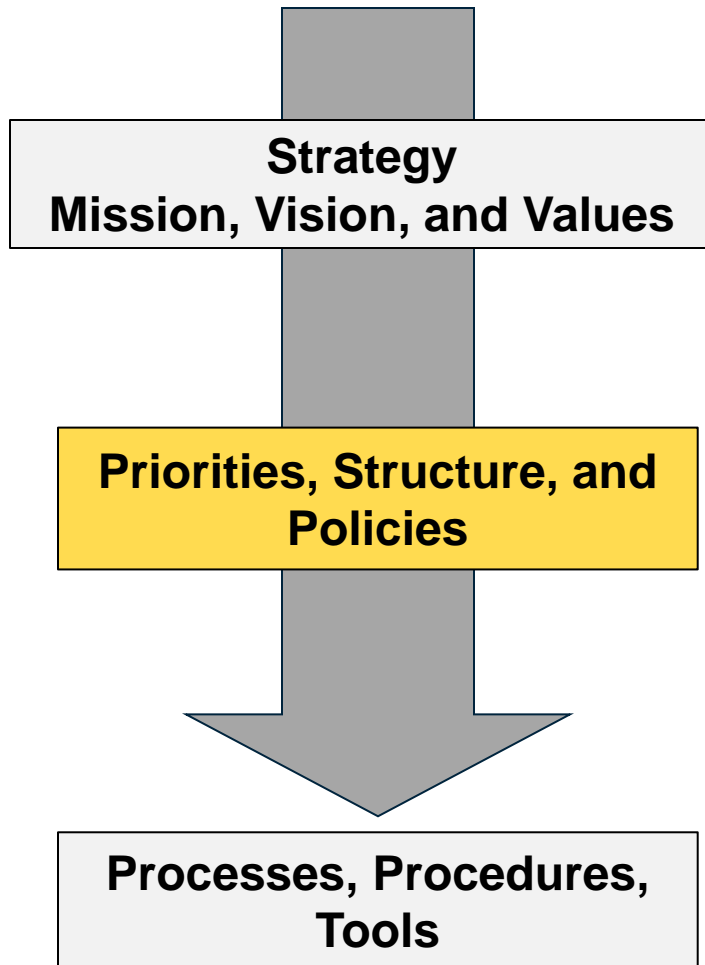 Strategy
Mission, Vision, and Values
Priorities, Structure, and
Policies
Processes, Procedures,
Tools